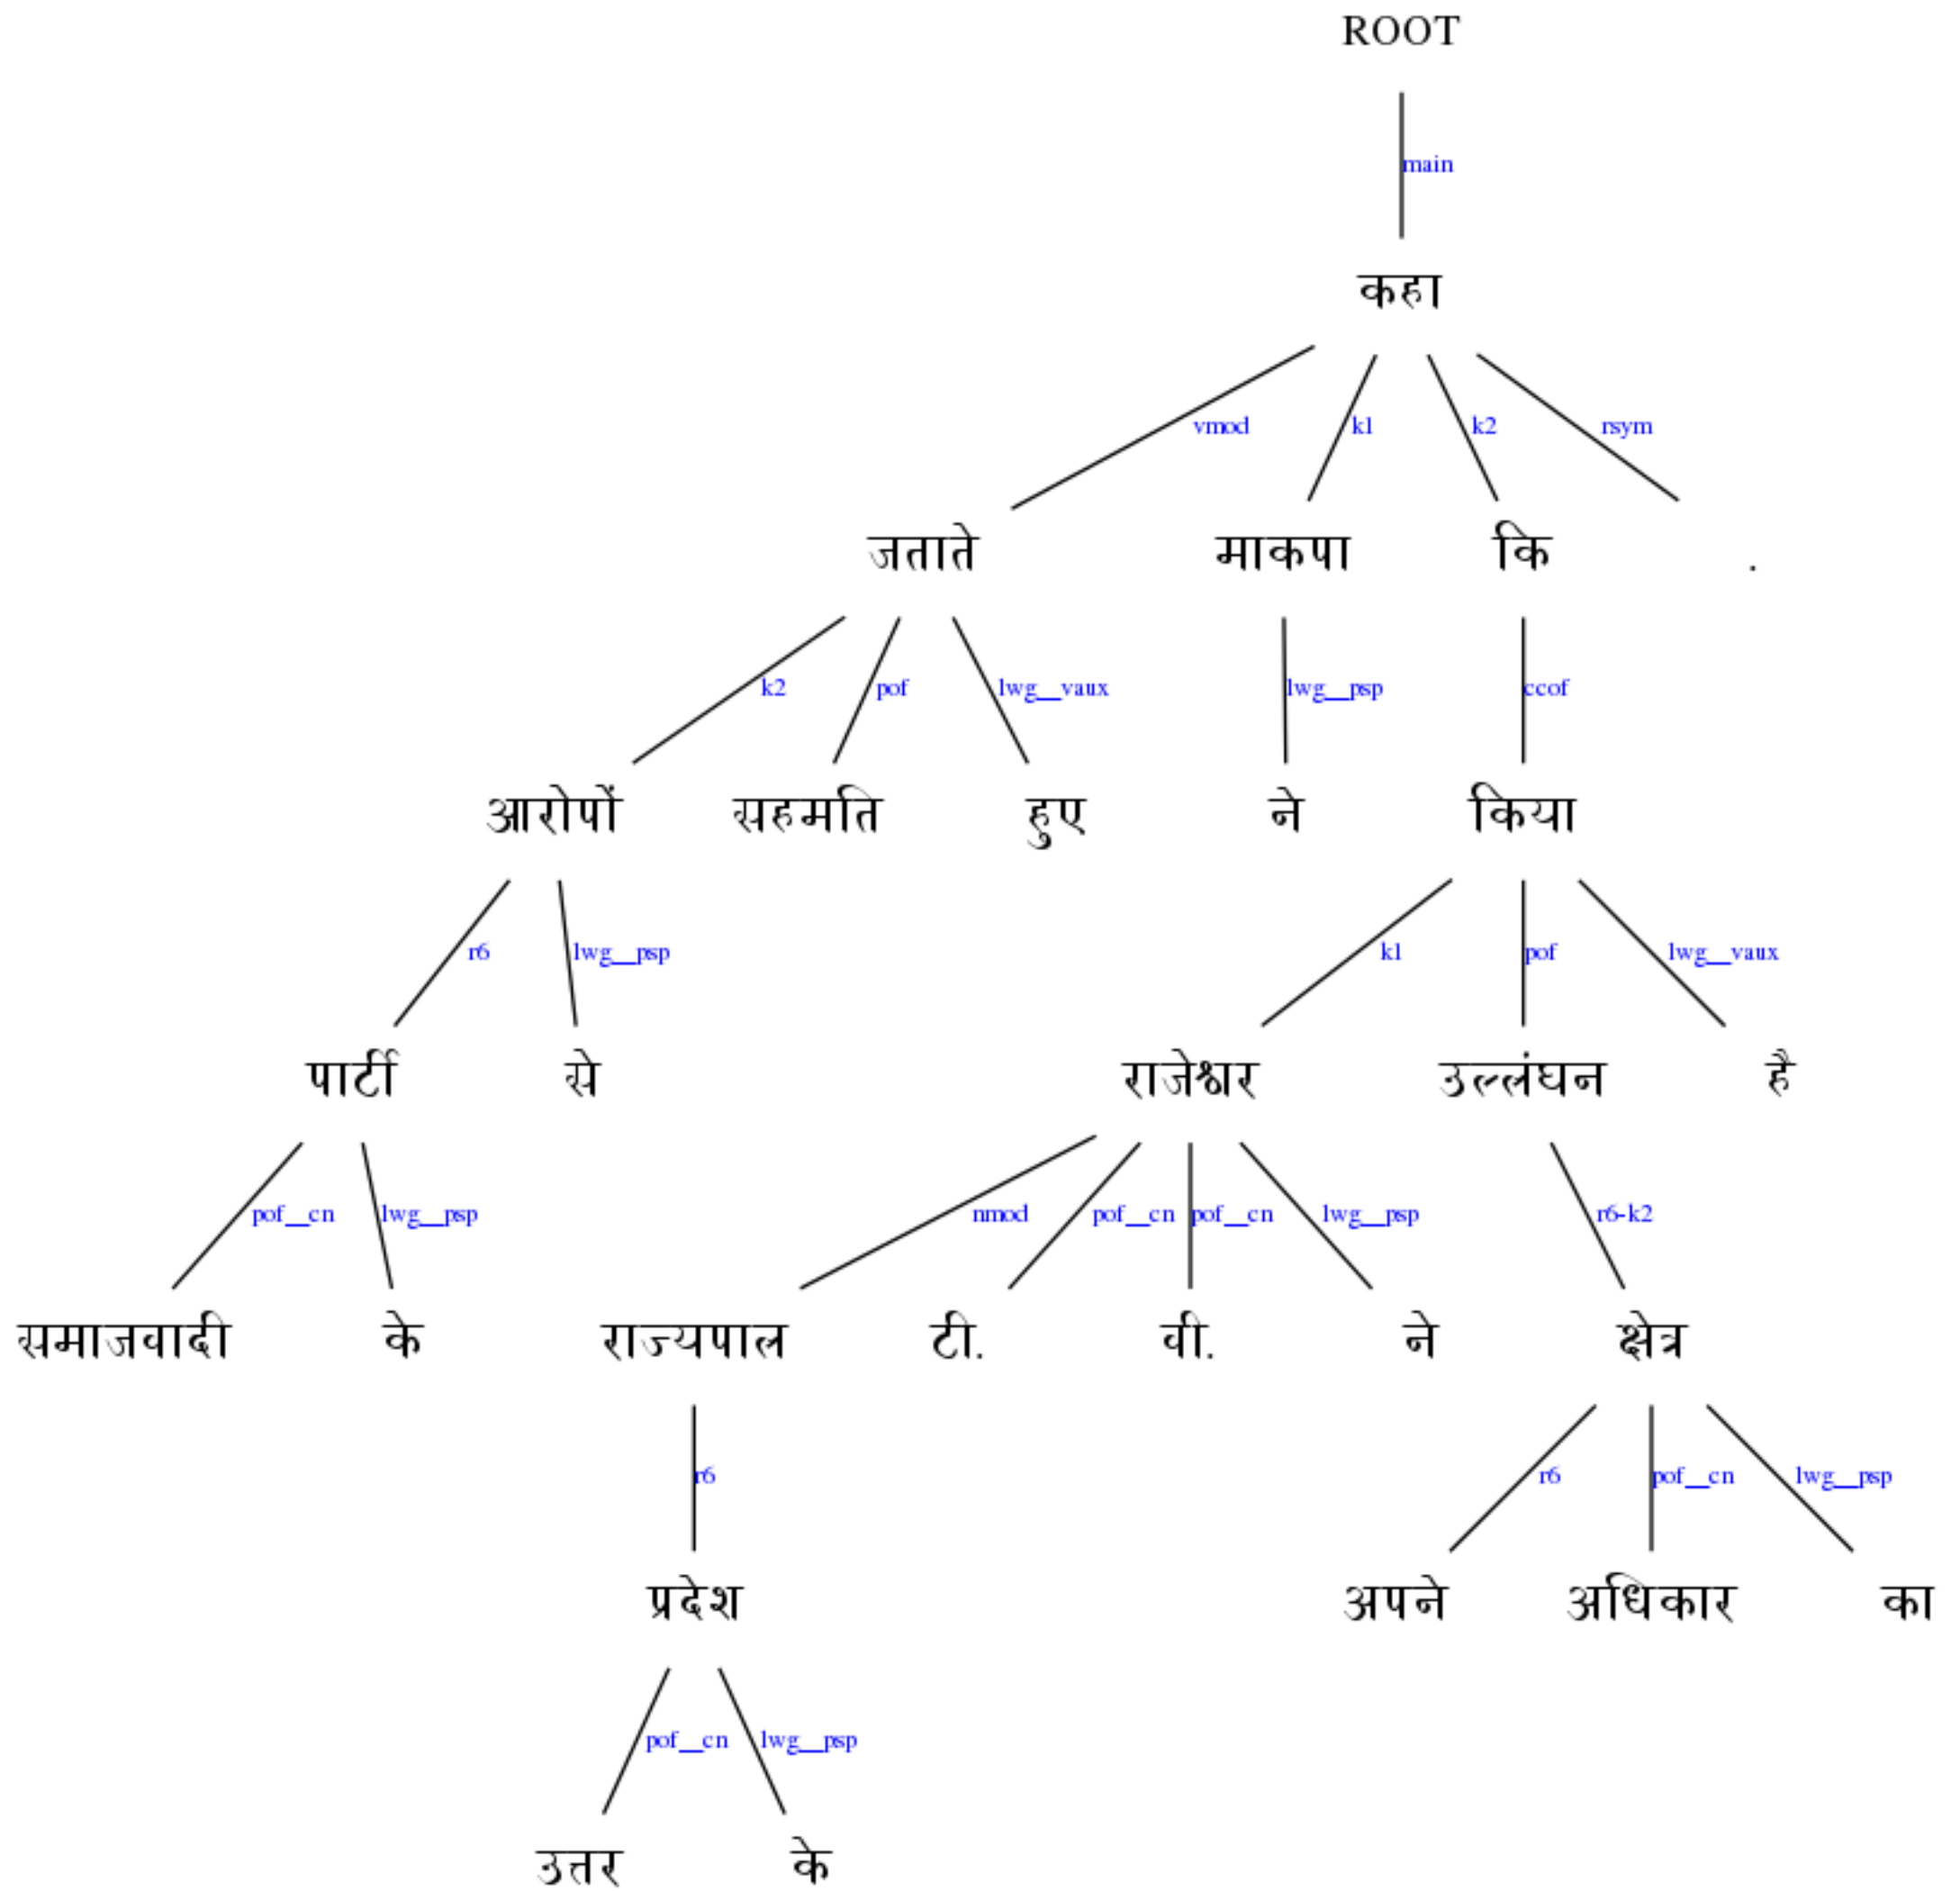 ROOT
main
कहा
vmod k1 k2 rsym
जताते माकपा कि .
k2 pof lwg__vaux lwg__psp ccof
आरोपों सहमति हुए ने किया
r6 lwg__psp k1 pof lwg__vaux
पार्टी से राजेश्वर उल्लंघन है
pof__cn lwg__psp nmod pof__cn pof__cn lwg__psp r6-k2
समाजवादी के राज्यपाल टी. वी. ने क्षेत्र
r6 r6 pof__cn lwg__psp
प्रदेश अपने अधिकार का
pof__cn lwg__psp
उत्तर के